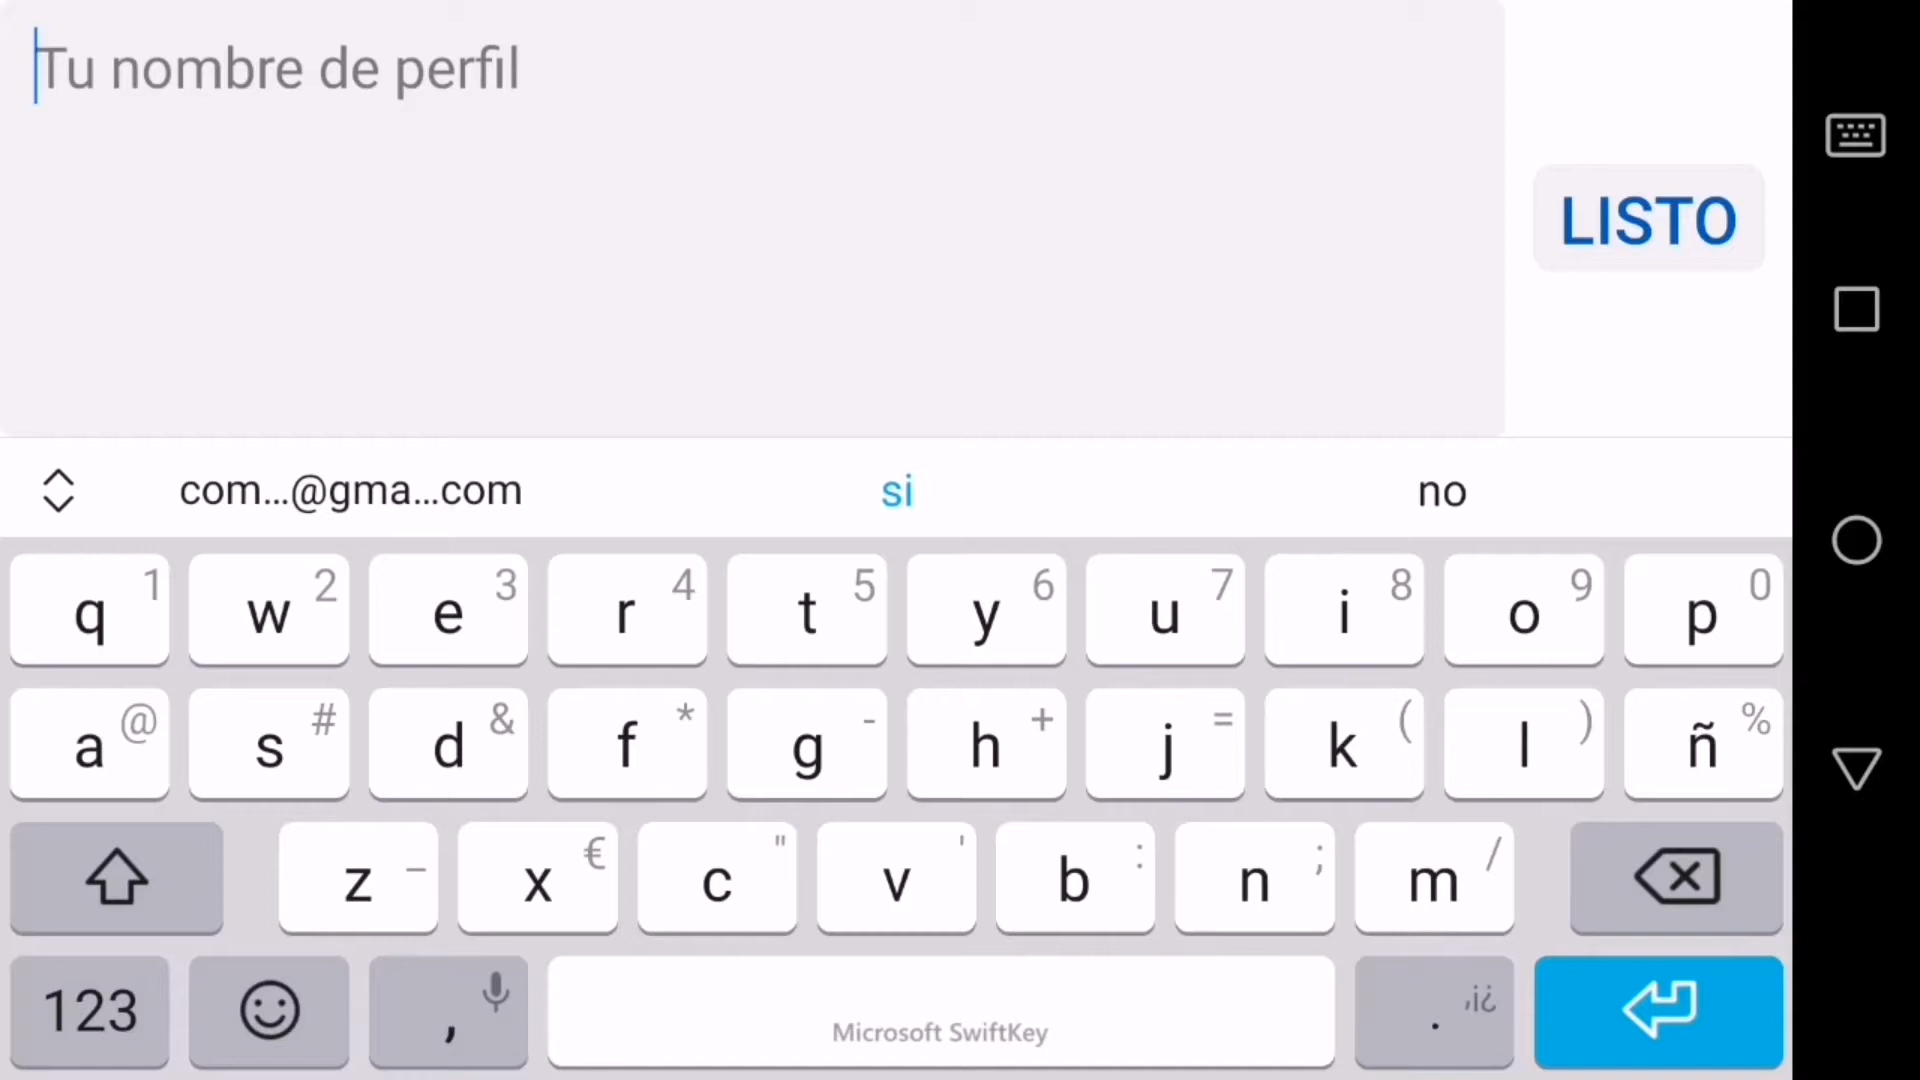 Tu nombre de perfil
LISTO
com...@gma...com si no
q 1 w 2 e 3 r 4 t 5 y 6 u 7 i 8 o 9 p 0
a @ s # d & f * g - h + j = k ( l ) ñ %
z _ x € c " v ' b : n ; m /
123 , Microsoft SwiftKey . ,¡¿